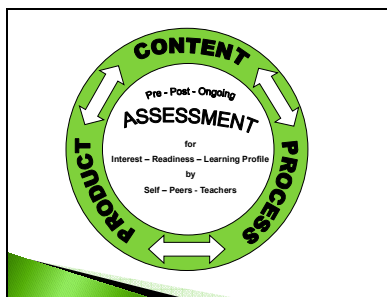 CONTENT
Pre - Post - Ongoing
ASSESSMENT
for
Interest – Readiness – Learning Profile
by
Self – Peers - Teachers
PRODUCT
PROCESS